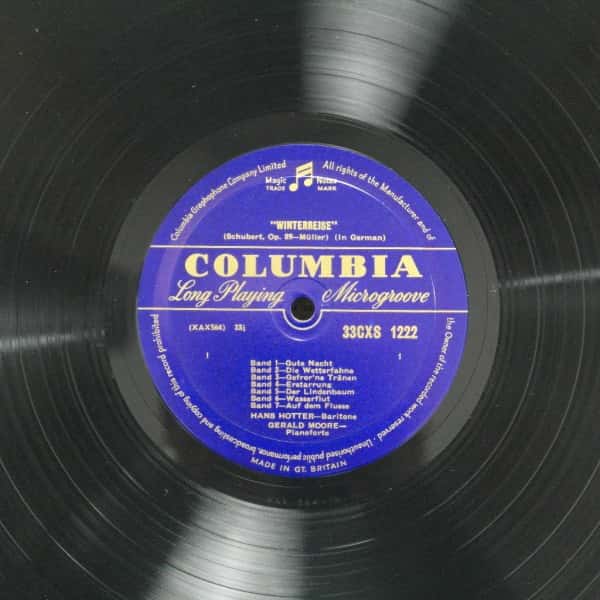 Columbia Graphophone Company Limited
All rights of the Manufacturer and of
the Owner of the recorded work reserved · Unauthorised public performance, broadcasting and copying of this record prohibited
Magic Notes
TRADE MARK
"WINTERREISE"
(Schubert, Op. 89—Müller) (In German)
COLUMBIA
Long Playing Microgroove
(XAX564) 33⅓
33CXS 1222
1 1
Band 1—Gute Nacht
Band 2—Die Wetterfahne
Band 3—Gefror'ne Tränen
Band 4—Erstarrung
Band 5—Der Lindenbaum
Band 6—Wasserflut
Band 7—Auf dem Flusse
HANS HOTTER—Baritone
GERALD MOORE—
Pianoforte
MADE IN GT. BRITAIN